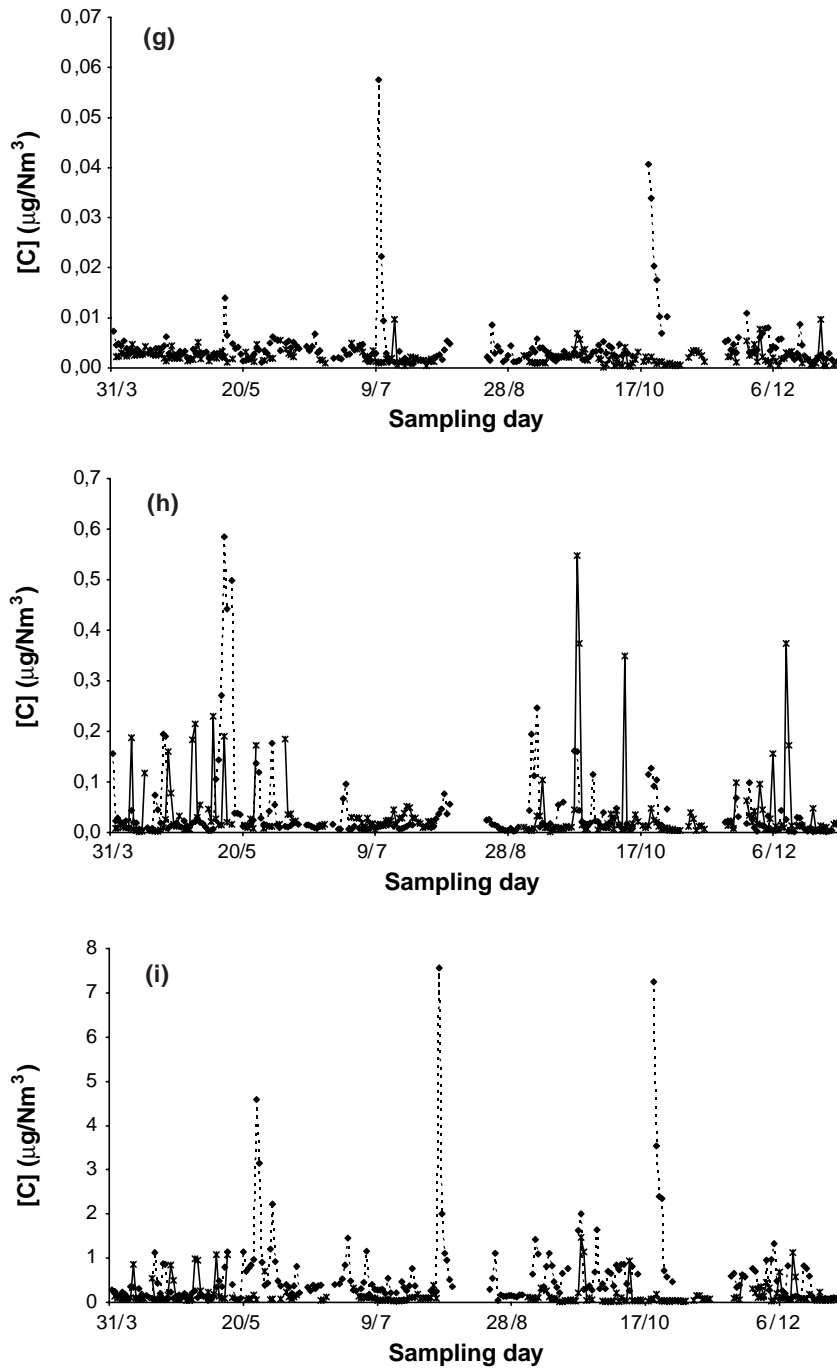 (g)
0,07
0,06
0,05
0,04
0,03
0,02
0,01
0,00
[C] (μg/Nm³)
31/3 20/5 9/7 28/8 17/10 6/12
Sampling day
(h)
0,7
0,6
0,5
0,4
0,3
0,2
0,1
0,0
[C] (μg/Nm³)
31/3 20/5 9/7 28/8 17/10 6/12
Sampling day
(i)
8
7
6
5
4
3
2
1
0
[C] (μg/Nm³)
31/3 20/5 9/7 28/8 17/10 6/12
Sampling day